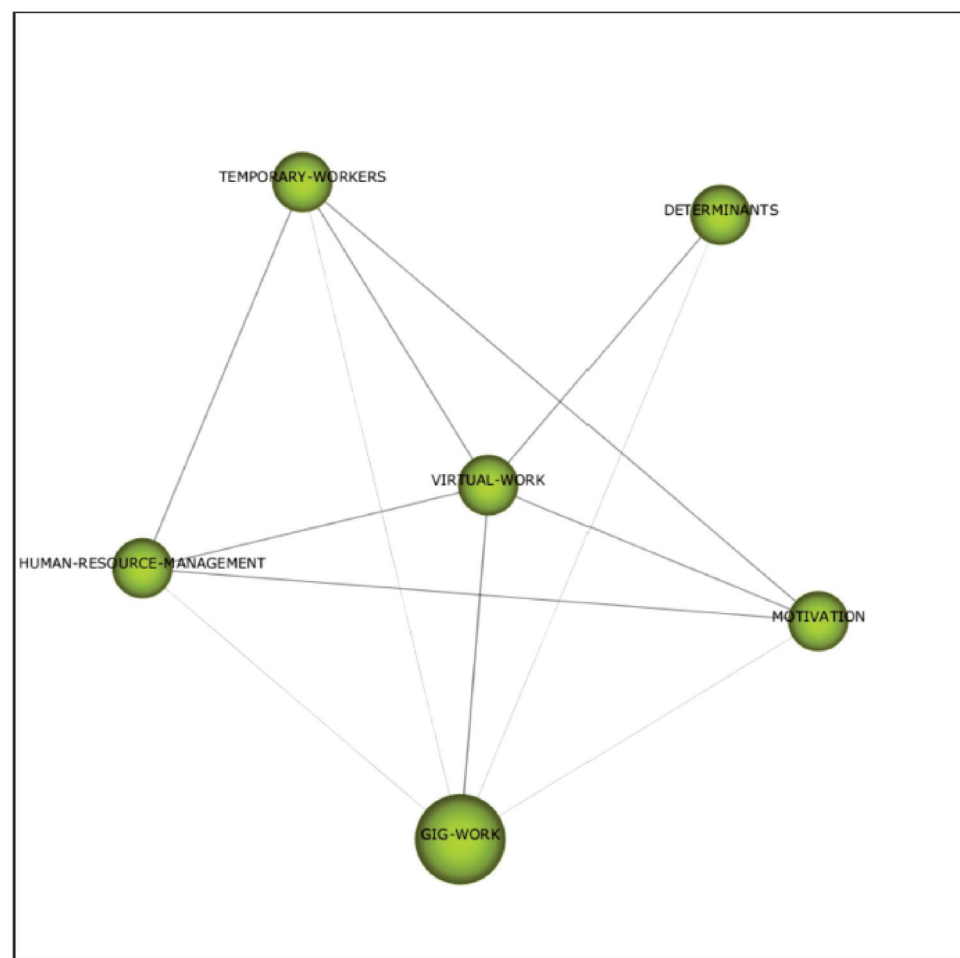 TEMPORARY-WORKERS
DETERMINANTS
VIRTUAL-WORK
HUMAN-RESOURCE-MANAGEMENT
MOTIVATION
GIG-WORK